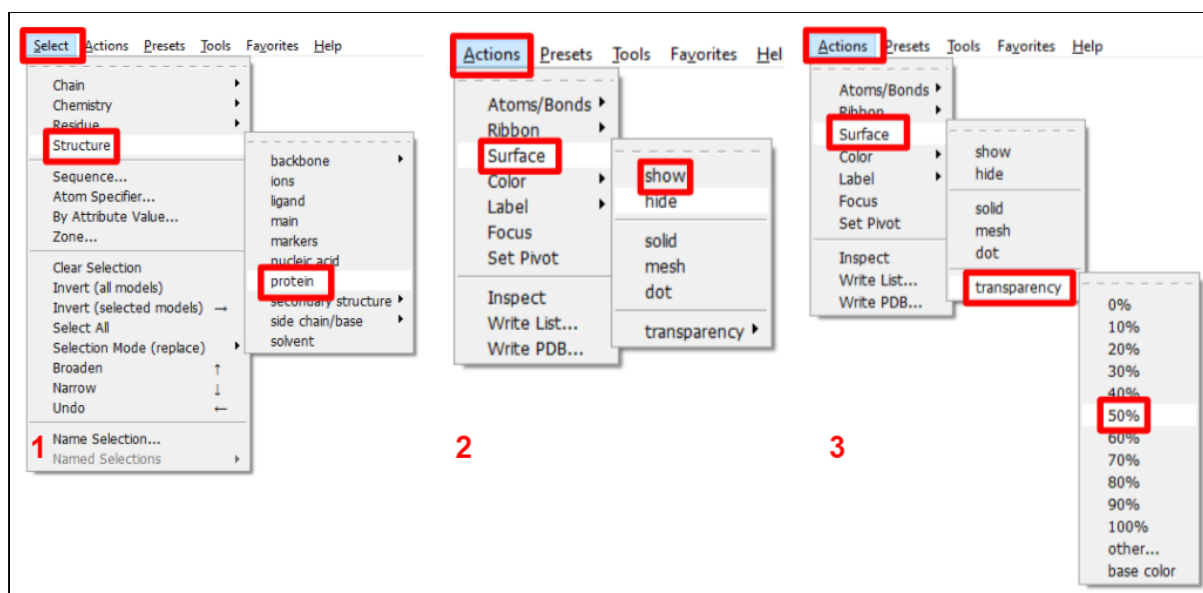 Select Actions Presets Tools Favorites Help
Chain
Chemistry
Residue
Structure
Sequence...
Atom Specifier...
By Attribute Value...
Zone...
Clear Selection
Invert (all models)
Invert (selected models) →
Select All
Selection Mode (replace)
Broaden ↑
Narrow ↓
Undo ←
Name Selection...
Named Selections
backbone
ions
ligand
main
markers
nucleic acid
protein
secondary structure
side chain/base
solvent
1
Actions Presets Tools Favorites Hel
Atoms/Bonds
Ribbon
Surface
Color
Label
Focus
Set Pivot
Inspect
Write List...
Write PDB...
show
hide
solid
mesh
dot
transparency
2
Actions Presets Tools Favorites Help
Atoms/Bonds
Ribbon
Surface
Color
Label
Focus
Set Pivot
Inspect
Write List...
Write PDB...
show
hide
solid
mesh
dot
transparency
0%
10%
20%
30%
40%
50%
60%
70%
80%
90%
100%
other...
base color
3